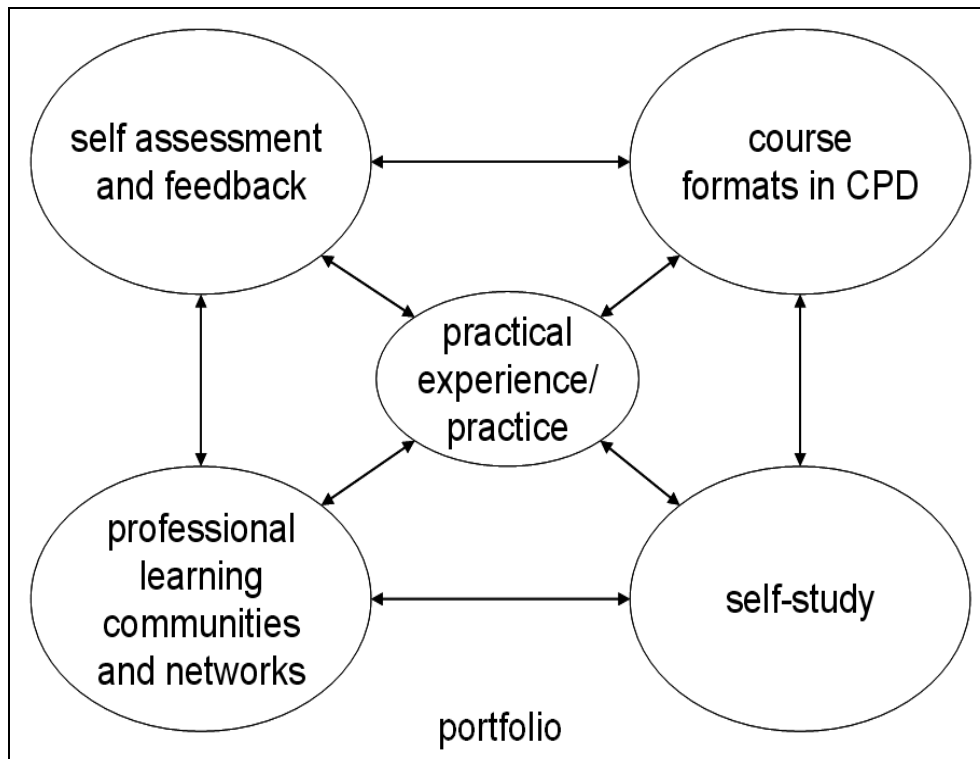 self assessment
and feedback
course
formats in CPD
practical
experience/
practice
professional
learning
communities
and networks
self-study
portfolio